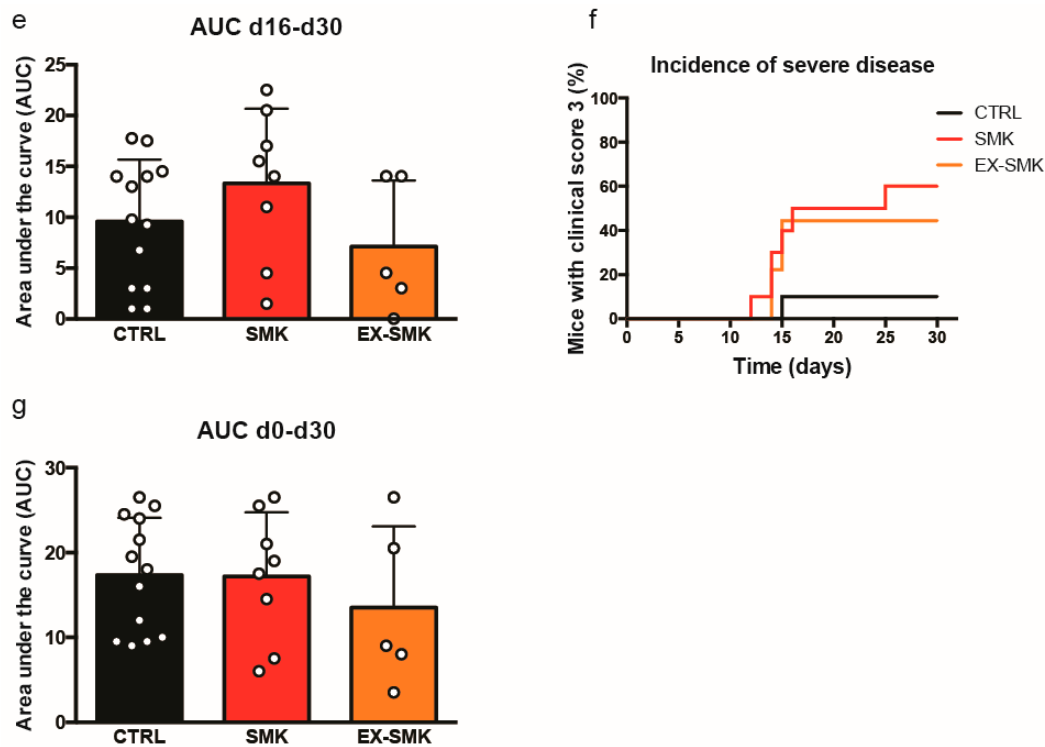 e
AUC d16-d30
Area under the curve (AUC)
25
20
15
10
5
0
CTRL SMK EX-SMK
f
Incidence of severe disease
Mice with clinical score 3 (%)
100
80
60
40
20
0
0 5 10 15 20 25 30
Time (days)
CTRL
SMK
EX-SMK
g
AUC d0-d30
Area under the curve (AUC)
30
20
10
0
CTRL SMK EX-SMK